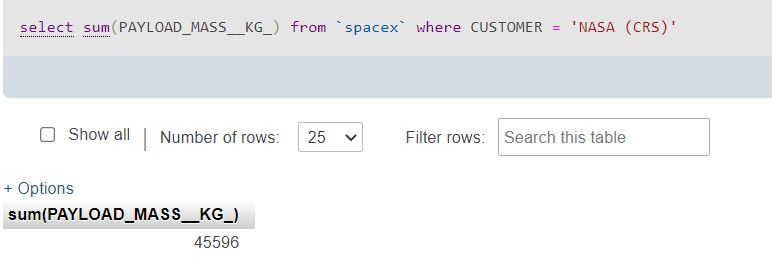 select sum(PAYLOAD_MASS__KG_) from `spacex` where CUSTOMER = 'NASA (CRS)'
Show all | Number of rows: 25 Filter rows: Search this table
+ Options
sum(PAYLOAD_MASS__KG_)
45596